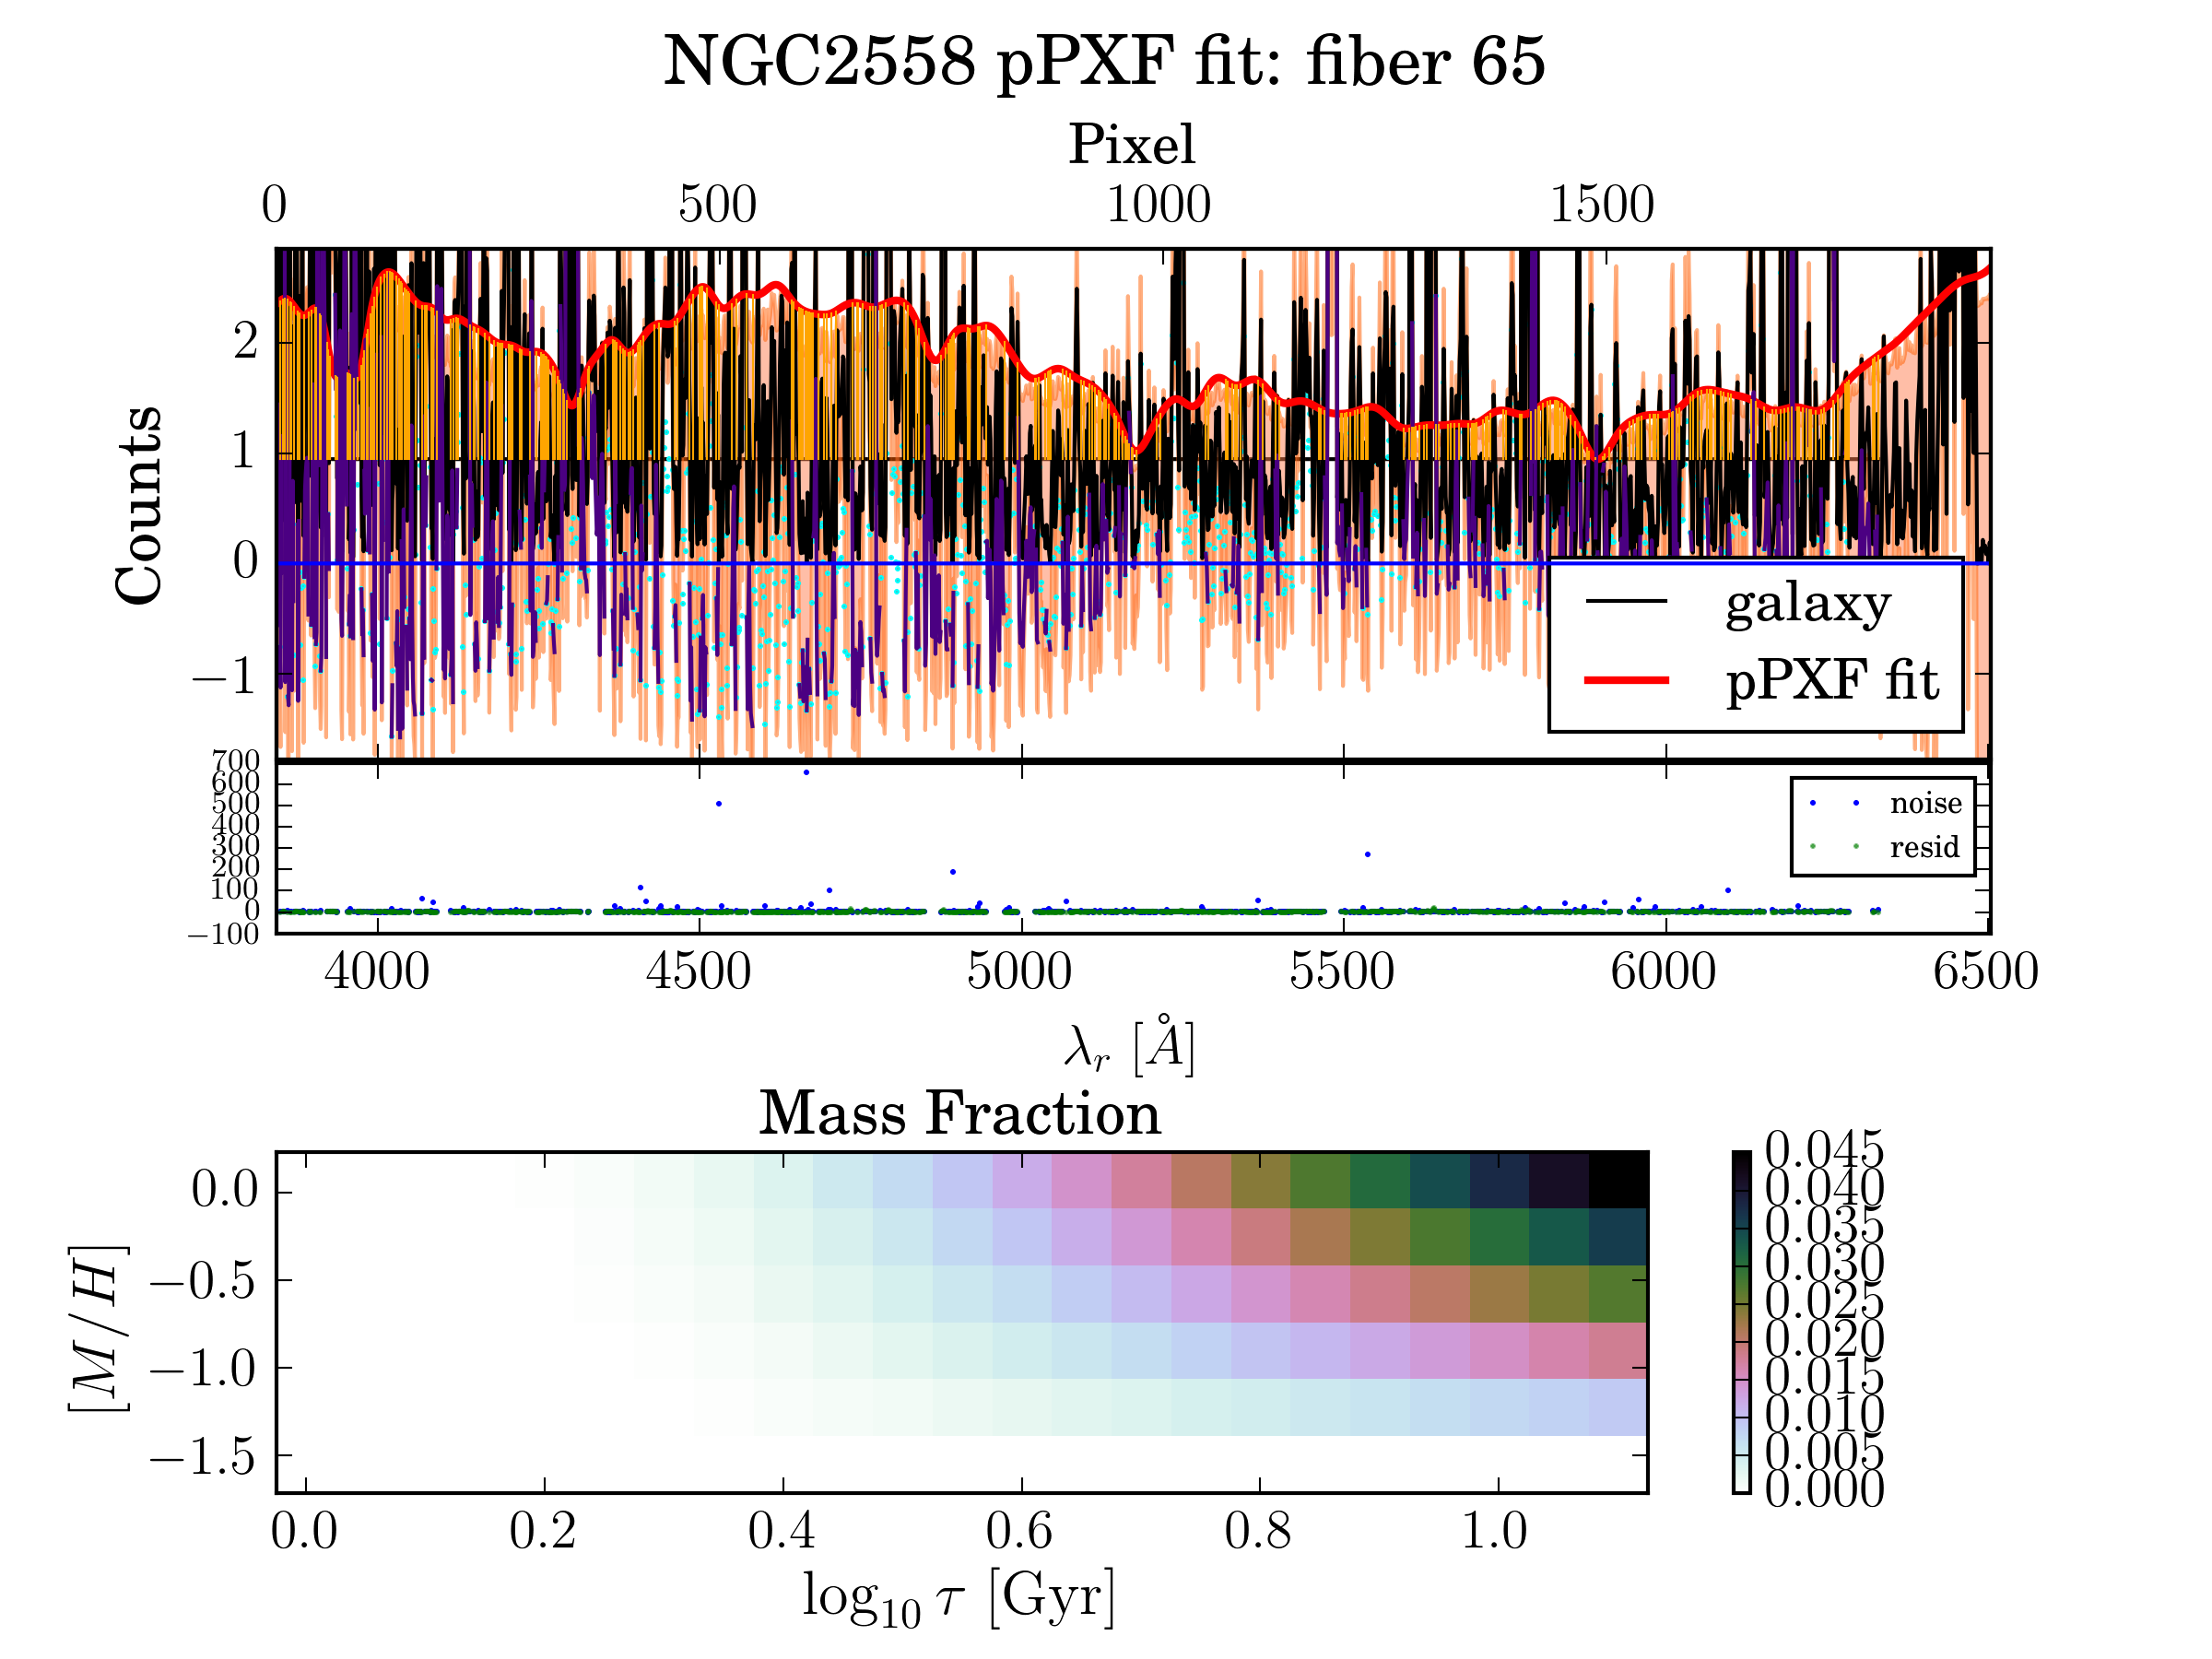 NGC2558 pPXF fit: fiber 65
Pixel
0 500 1000 1500
Counts
2
1
0
−1
galaxy
pPXF fit
700
600
500
400
300
200
100
0
−100
noise
resid
4000 4500 5000 5500 6000 6500
λr [Å]
Mass Fraction
[M/H]
0.0
−0.5
−1.0
−1.5
0.0 0.2 0.4 0.6 0.8 1.0
log10 τ [Gyr]
0.045
0.040
0.035
0.030
0.025
0.020
0.015
0.010
0.005
0.000